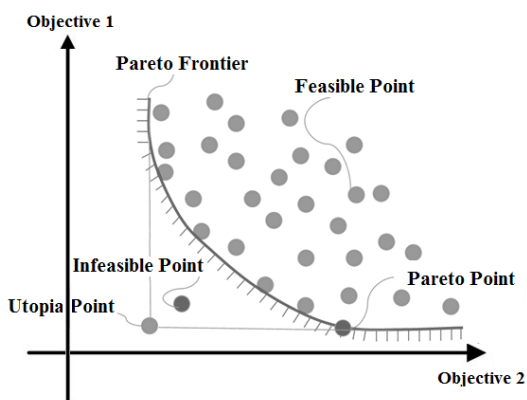 Objective 1
Pareto Frontier
Feasible Point
Infeasible Point
Pareto Point
Utopia Point
Objective 2